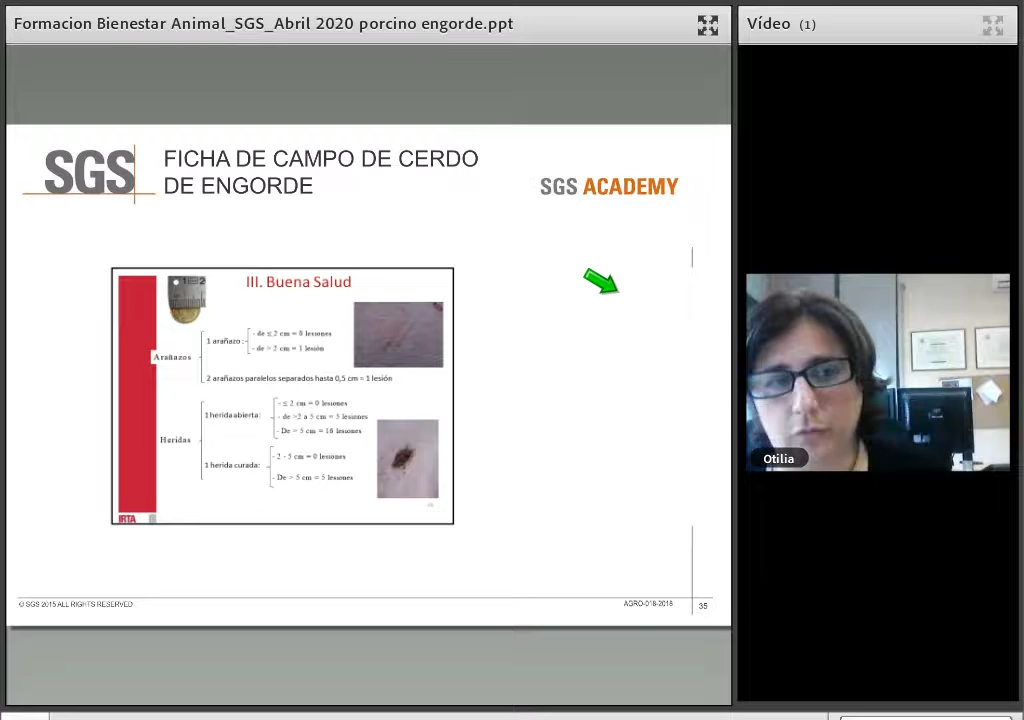 Formacion Bienestar Animal_SGS_Abril 2020 porcino engorde.ppt
Vídeo (1)
SGS
FICHA DE CAMPO DE CERDO
DE ENGORDE
SGS ACADEMY
III. Buena Salud
1 2
Arañazos
1 arañazo :
- de ≤ 2 cm = 0 lesiones
- de > 2 cm = 1 lesión
2 arañazos paralelos separados hasta 0,5 cm = 1 lesión
Heridas
1 herida abierta:
- ≤ 2 cm = 0 lesiones
- de >2 a 5 cm = 5 lesiones
- De > 5 cm = 16 lesiones
1 herida curada:
- 2 - 5 cm = 0 lesiones
- De > 5 cm = 5 lesiones
IRTA
Otilia
© SGS 2015 ALL RIGHTS RESERVED
AGRO-018-2018
35